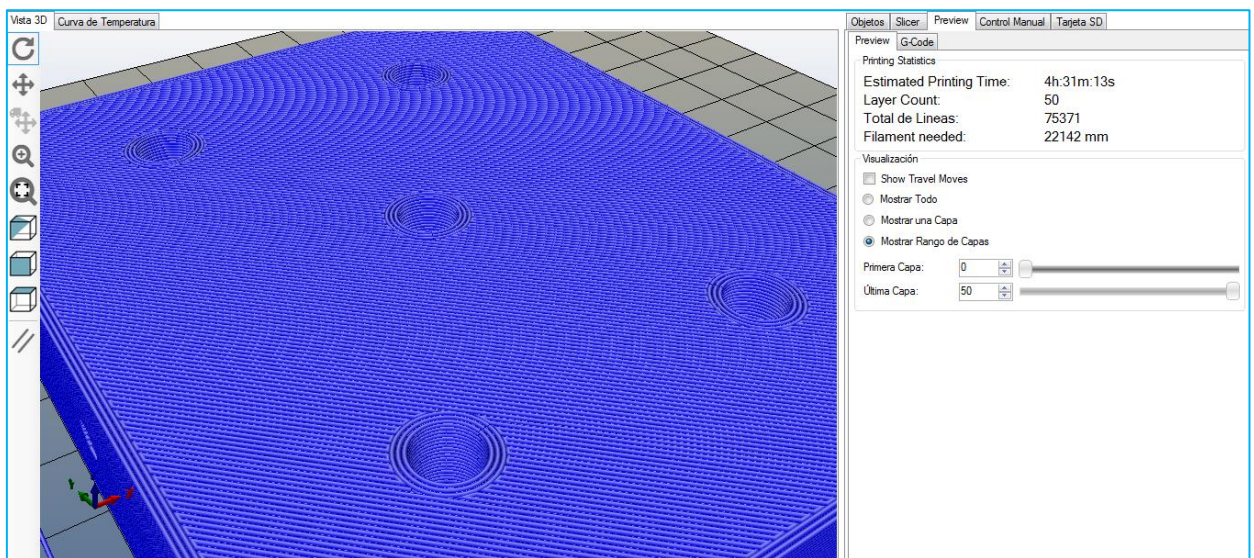 Vista 3D Curva de Temperatura
Objetos Slicer Preview Control Manual Tarjeta SD
Preview G-Code
Printing Statistics
Estimated Printing Time: 4h:31m:13s
Layer Count: 50
Total de Lineas: 75371
Filament needed: 22142 mm
Visualización
Show Travel Moves
Mostrar Todo
Mostrar una Capa
Mostrar Rango de Capas
Primera Capa: 0
Última Capa: 50